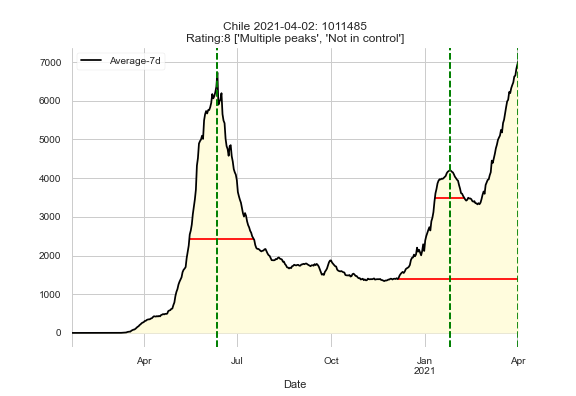 Chile 2021-04-02: 1011485
Rating:8 ['Multiple peaks', 'Not in control']
Average-7d
7000
6000
5000
4000
3000
2000
1000
0
Apr
Jul
Oct
Jan
2021
Apr
Date